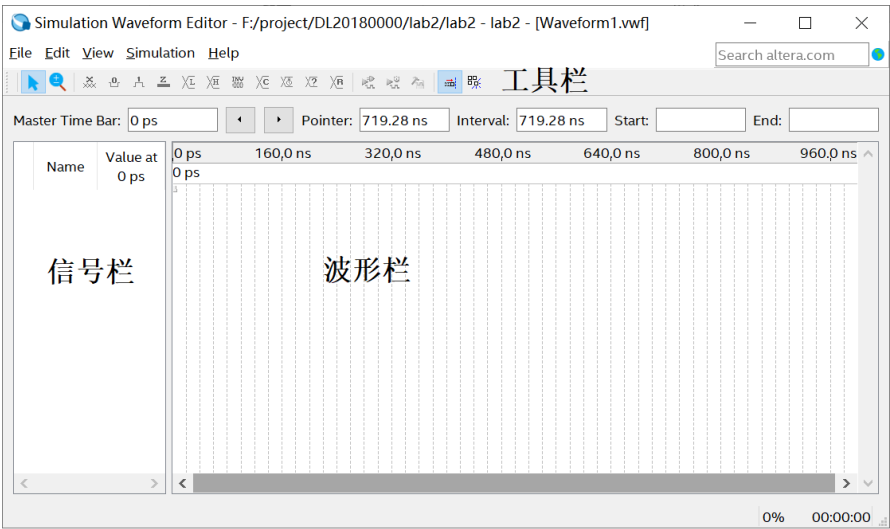 Simulation Waveform Editor - F:/project/DL20180000/lab2/lab2 - lab2 - [Waveform1.vwf]
File Edit View Simulation Help
Search altera.com
工具栏
Master Time Bar: 0 ps Pointer: 719.28 ns Interval: 719.28 ns Start: End:
Name Value at 0 ps
0 ps 160,0 ns 320,0 ns 480,0 ns 640,0 ns 800,0 ns 960,0 ns
0 ps
信号栏 波形栏
0% 00:00:00